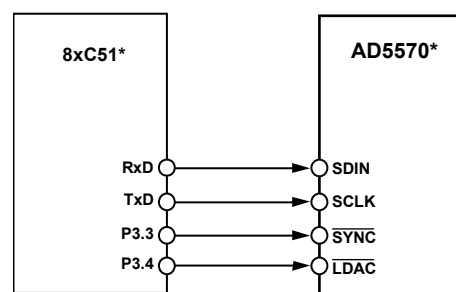 8xC51*
AD5570*
RxD
SDIN
TxD
SCLK
P3.3
SYNC
P3.4
LDAC